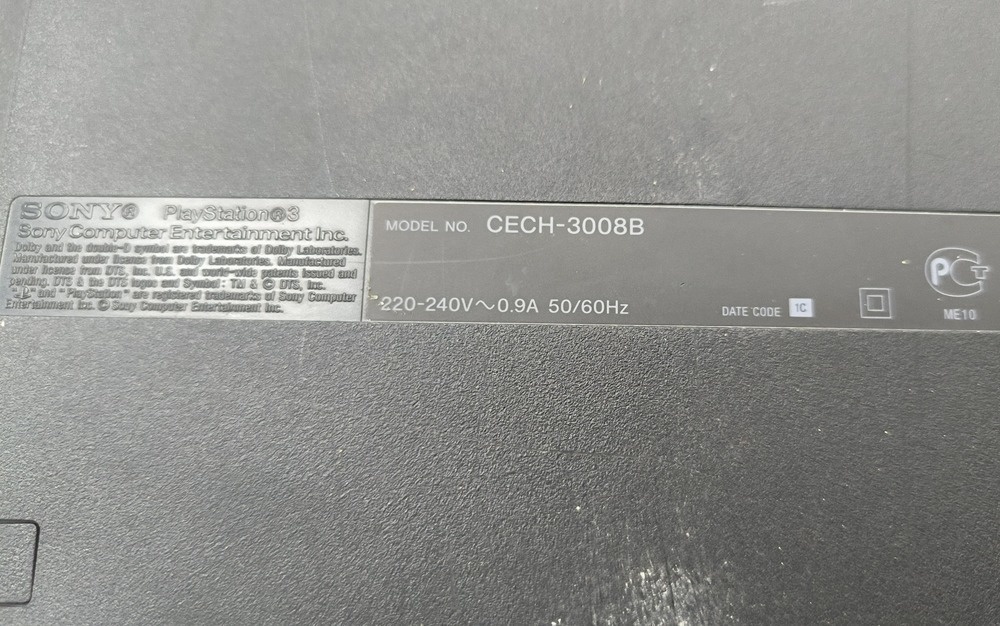 SONY® PlayStation®3
Sony Computer Entertainment Inc.
Dolby and the double-D symbol are trademarks of Dolby Laboratories.
Manufactured under license from Dolby Laboratories. Manufactured
under license from DTS, Inc. U.S. and world-wide patents issued and
pending. DTS & the DTS logos and Symbol : TM & © DTS, Inc.
" " and "PlayStation" are registered trademarks of Sony Computer
Entertainment Inc. © Sony Computer Entertainment Inc.
MODEL NO. CECH-3008B
220-240V～0.9A 50/60Hz
DATE CODE 1C
РСТ
ME10